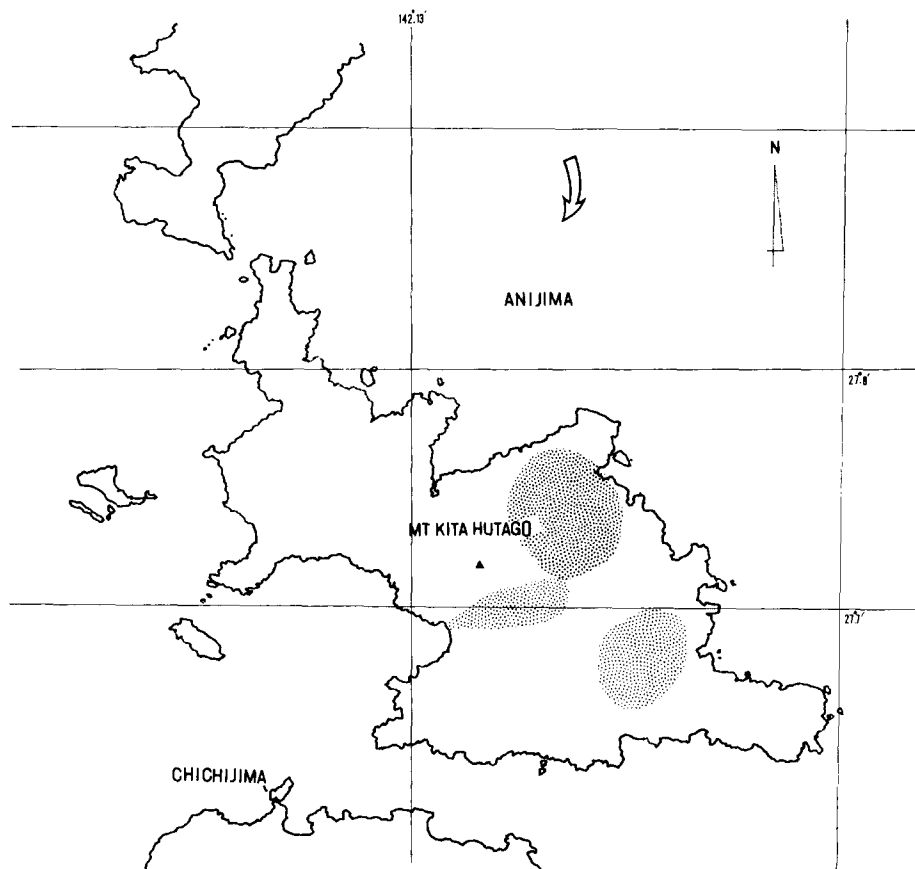 142°13'
N
ANIJIMA
27°8'
MT KITA HUTAGO
27°7'
CHICHIJIMA